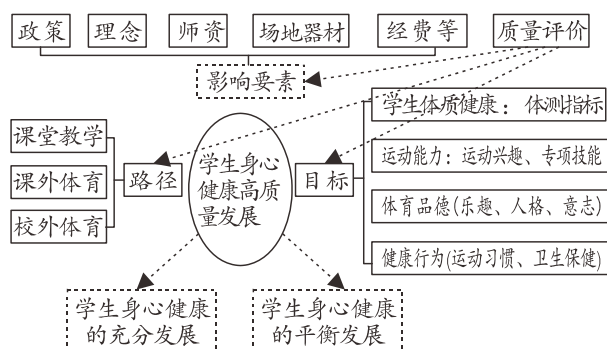 政策
理念
师资
场地器材
经费等
质量评价
影响要素
课堂教学
课外体育
校外体育
路径
学生身心
健康高质
量发展
目标
学生体质健康：体测指标
运动能力：运动兴趣、专项技能
体育品德(乐趣、人格、意志)
健康行为(运动习惯、卫生保健)
学生身心健康
的充分发展
学生身心健康
的平衡发展